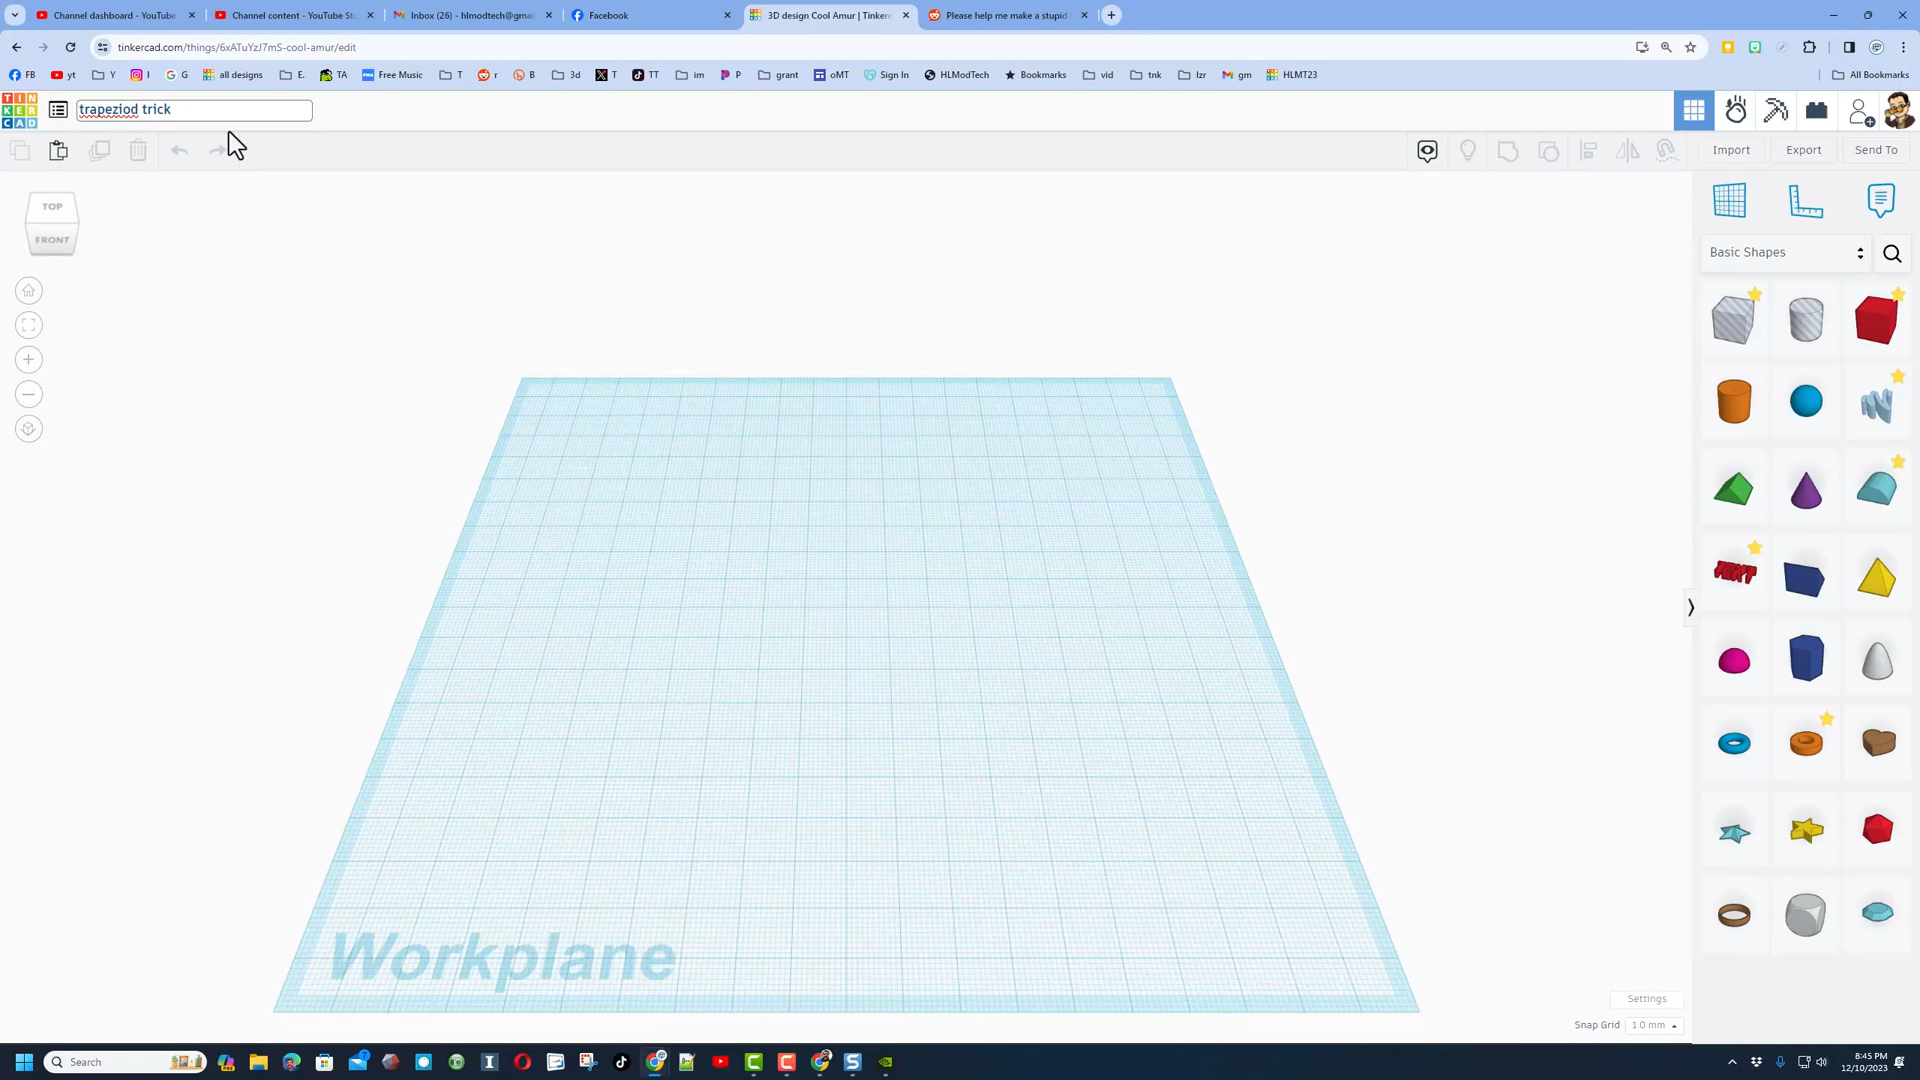 Channel dashboard - YouTube
Channel content - YouTube Stu
Inbox (26) - hlmodtech@gmai
Facebook
3D design Cool Amur | Tinkerc
Please help me make a stupid
tinkercad.com/things/6xATuYzJ7mS-cool-amur/edit
FB
yt
Y
I
G
all designs
E.
TA
Free Music
T
r
B
3d
T
TT
im
P
grant
oMT
Sign In
HLModTech
Bookmarks
vid
tnk
lzr
gm
HLMT23
All Bookmarks
TIN
KER
CAD
trapeziod trick
Import
Export
Send To
TOP
FRONT
Basic Shapes
Workplane
Settings
Snap Grid
1.0 mm
Search
8:45 PM
12/10/2023